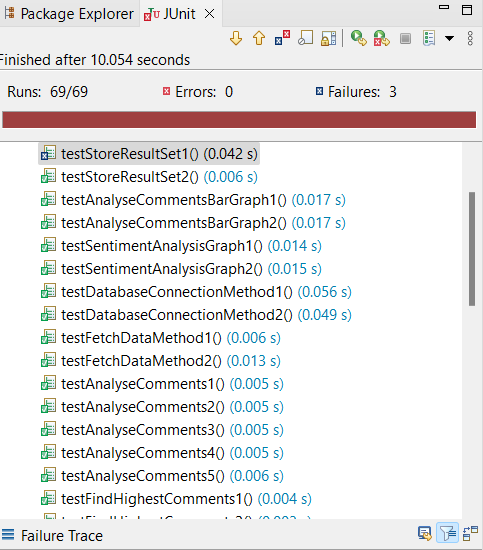 Package Explorer JUnit
Finished after 10.054 seconds
Runs: 69/69 Errors: 0 Failures: 3
testStoreResultSet1() (0.042 s)
testStoreResultSet2() (0.006 s)
testAnalyseCommentsBarGraph1() (0.017 s)
testAnalyseCommentsBarGraph2() (0.017 s)
testSentimentAnalysisGraph1() (0.014 s)
testSentimentAnalysisGraph2() (0.015 s)
testDatabaseConnectionMethod1() (0.056 s)
testDatabaseConnectionMethod2() (0.049 s)
testFetchDataMethod1() (0.006 s)
testFetchDataMethod2() (0.013 s)
testAnalyseComments1() (0.005 s)
testAnalyseComments2() (0.005 s)
testAnalyseComments3() (0.005 s)
testAnalyseComments4() (0.005 s)
testAnalyseComments5() (0.006 s)
testFindHighestComments1() (0.004 s)
Failure Trace